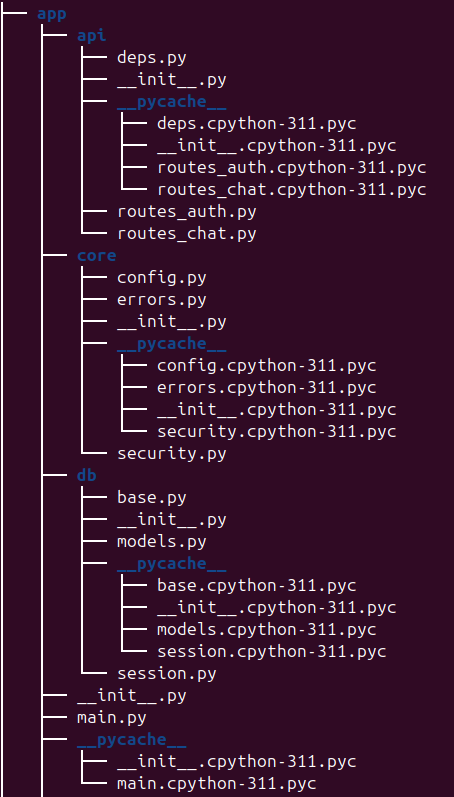 app
api
deps.py
__init__.py
__pycache__
deps.cpython-311.pyc
__init__.cpython-311.pyc
routes_auth.cpython-311.pyc
routes_chat.cpython-311.pyc
routes_auth.py
routes_chat.py
core
config.py
errors.py
__init__.py
__pycache__
config.cpython-311.pyc
errors.cpython-311.pyc
__init__.cpython-311.pyc
security.cpython-311.pyc
security.py
db
base.py
__init__.py
models.py
__pycache__
base.cpython-311.pyc
__init__.cpython-311.pyc
models.cpython-311.pyc
session.cpython-311.pyc
session.py
__init__.py
main.py
__pycache__
__init__.cpython-311.pyc
main.cpython-311.pyc